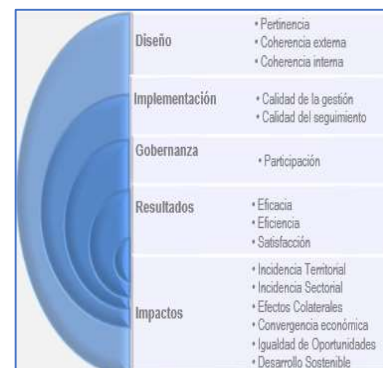 Diseño
• Pertinencia
• Coherencia externa
• Coherencia interna
Implementación
• Calidad de la gestión
• Calidad del seguimiento
Gobernanza
• Participación
Resultados
• Eficacia
• Eficiencia
• Satisfacción
Impactos
• Incidencia Territorial
• Incidencia Sectorial
• Efectos Colaterales
• Convergencia económica
• Igualdad de Oportunidades
• Desarrollo Sostenible